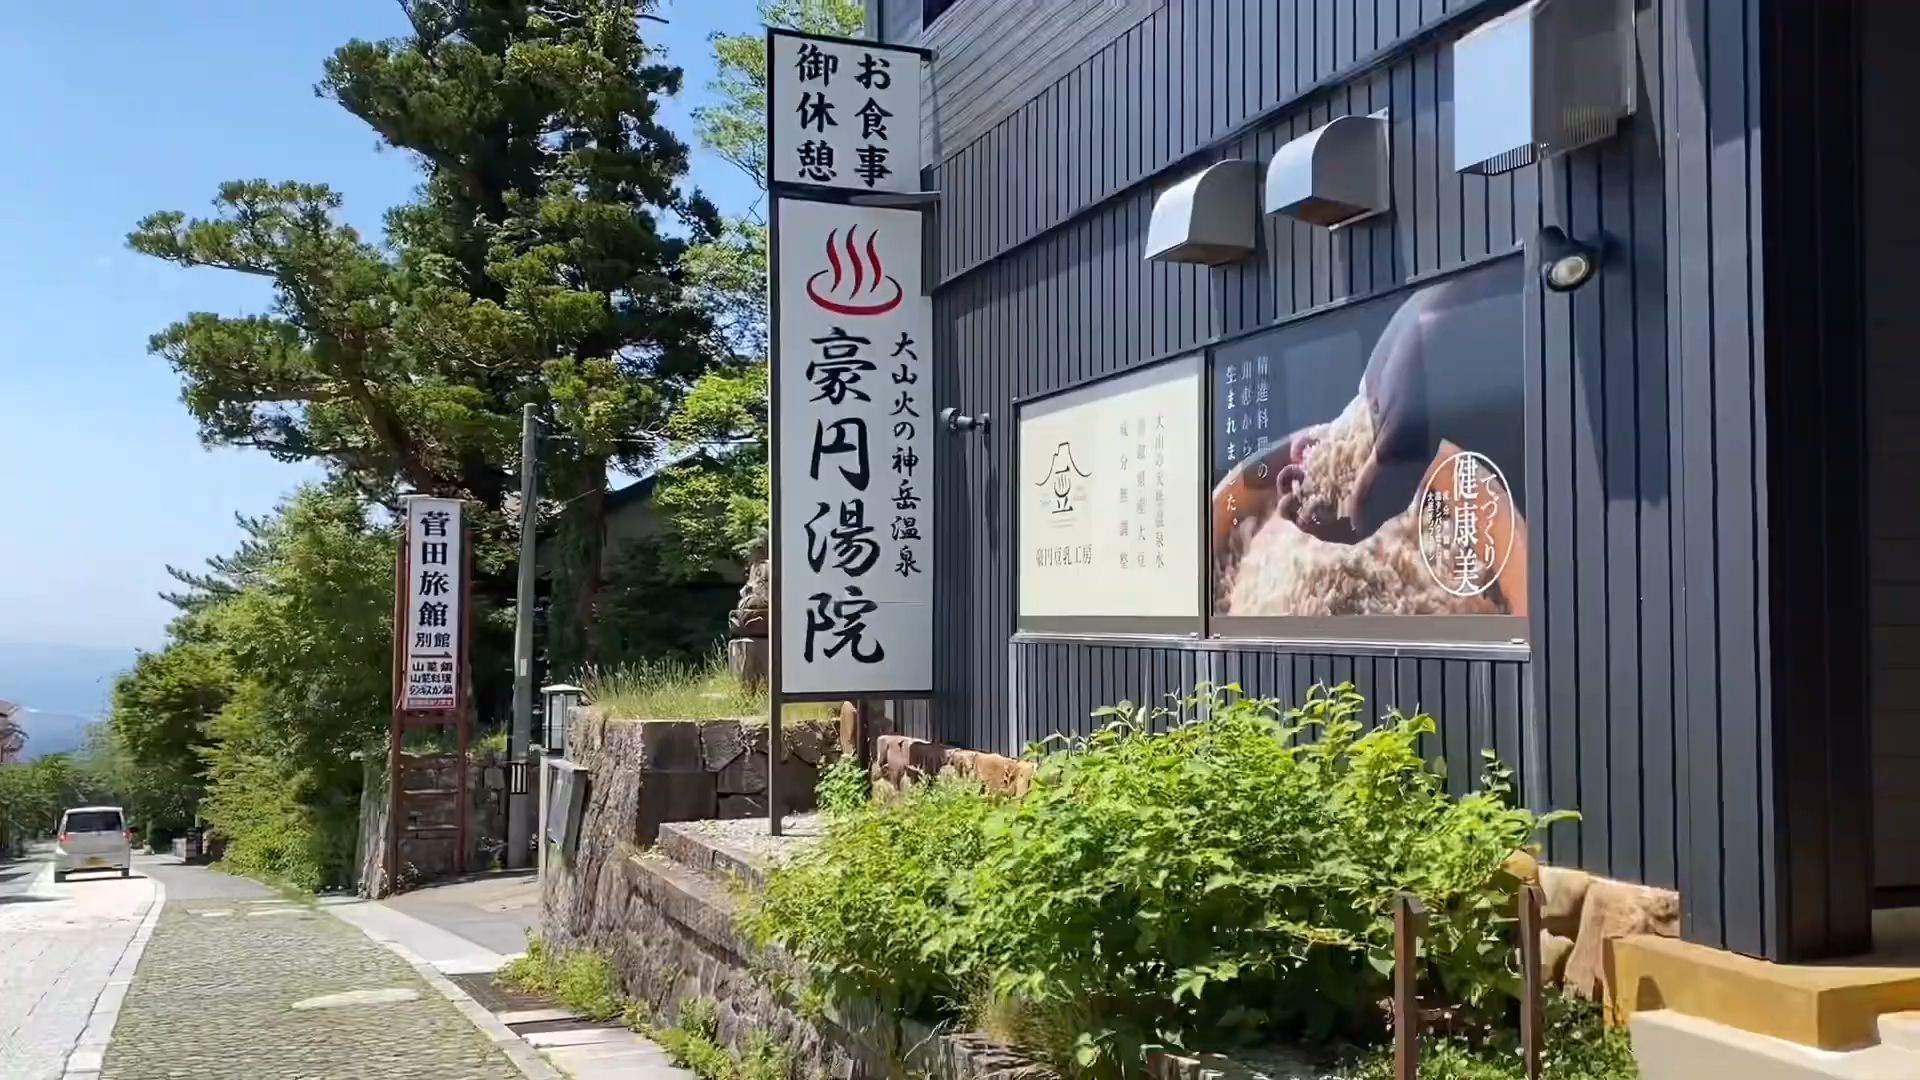 お食事
御休憩
大山火の神岳温泉
豪円湯院
菅田旅館
別館
山菜鍋
山菜料理
ジンギスカン鍋
大山の天然温泉水
鳥取県産大豆
成分無調整
豪円豆乳工房
精進料理の
知恵から
生まれました。
てづくり
健康美